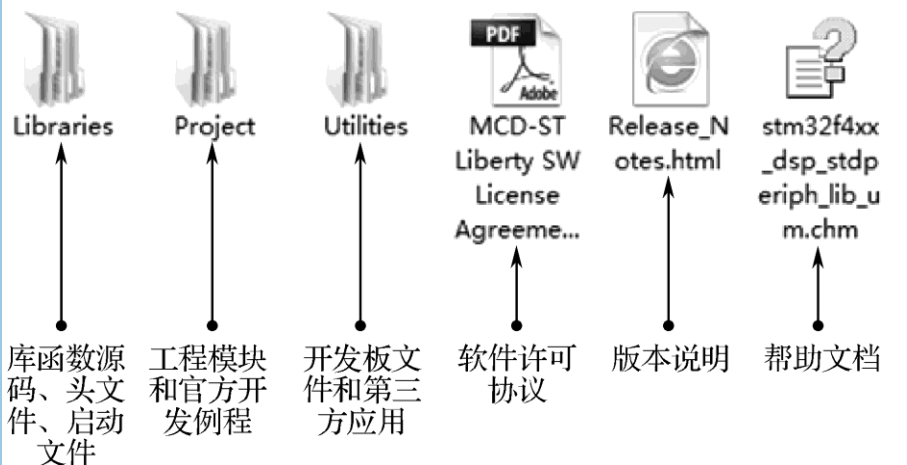 Libraries
Project
Utilities
PDF
Adobe
MCD-ST
Liberty SW
License
Agreeme...
Release_N
otes.html
stm32f4xx
_dsp_stdp
eriph_lib_u
m.chm
库函数源
码、头文
件、启动
文件
工程模块
和官方开
发例程
开发板文
件和第三
方应用
软件许可
协议
版本说明
帮助文档